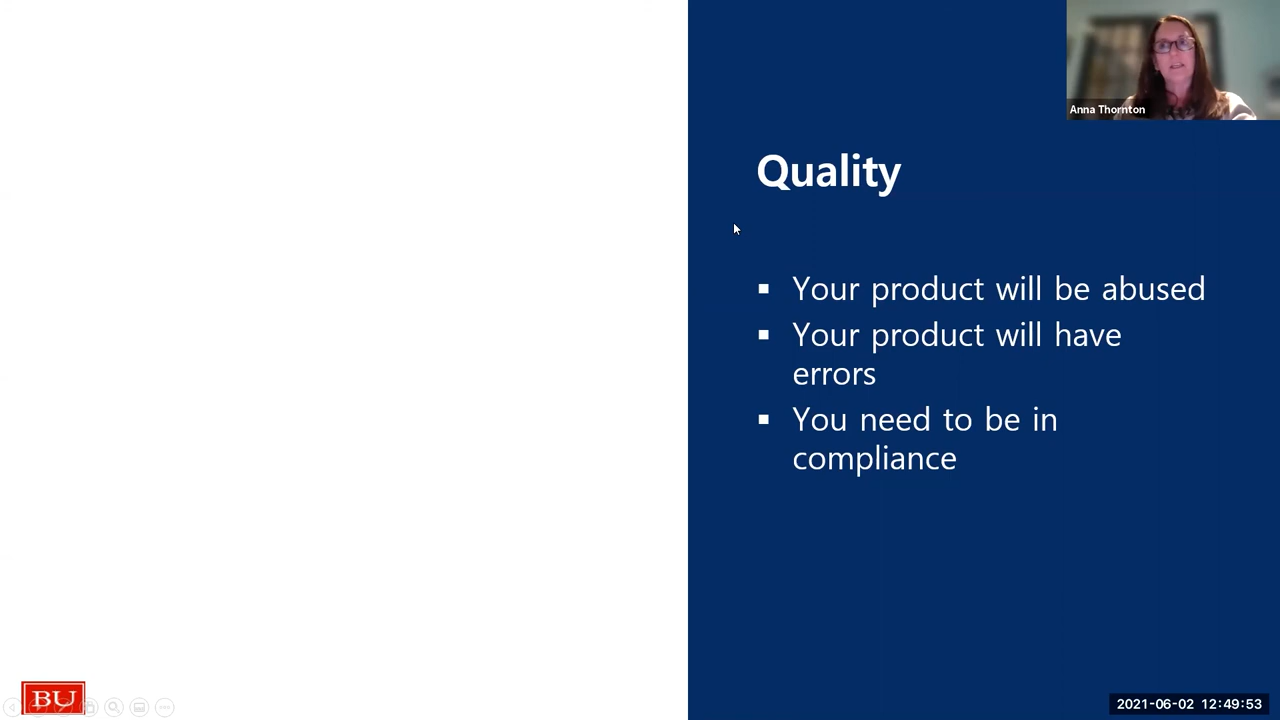 Anna Thornton
Quality
▪ Your product will be abused
▪ Your product will have
errors
▪ You need to be in
compliance
BU
2021-06-02 12:49:53